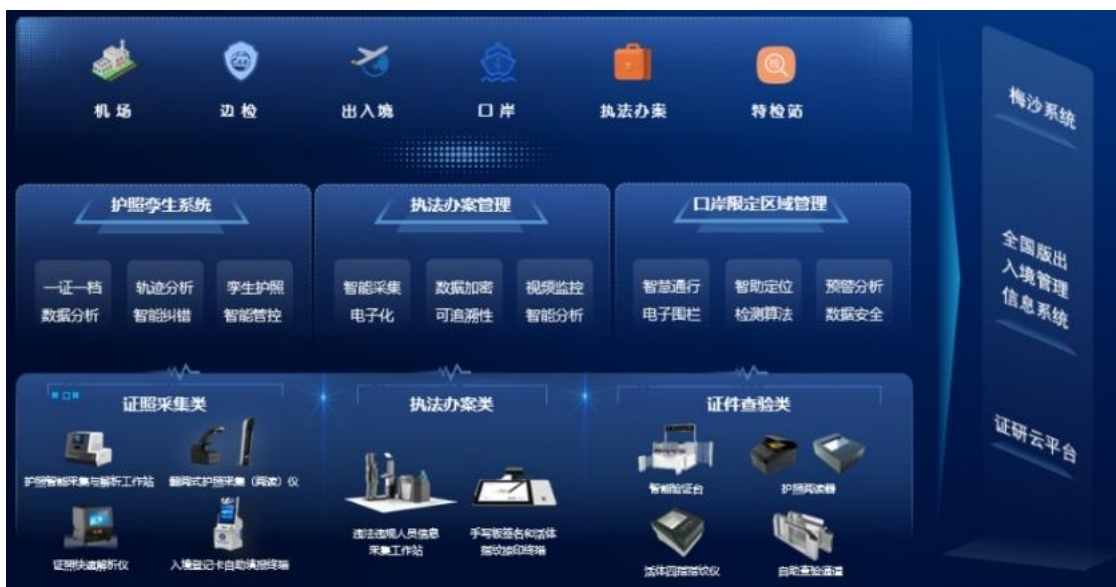 机场
边检
出入境
口岸
执法办案
特检站
护照孪生系统
一证一档
轨迹分析
孪生护照
数据分析
智能纠错
智能管控
执法办案管理
智能采集
数据加密
视频监控
电子化
可追溯性
智能分析
口岸限定区域管理
智慧通行
智助定位
预警分析
电子围栏
检测算法
数据安全
证照采集类
护照智能采集与解析工作站
翻阅式护照采集（阅读）仪
证照快速解析仪
入境登记卡自助填报终端
执法办案类
违法违规人员信息
采集工作站
手写板签名和活体
指纹捺印终端
证件查验类
智能验证台
护照阅读器
活体四指指纹仪
自助查验通道
梅沙系统
全国版出
入境管理
信息系统
证研云平台